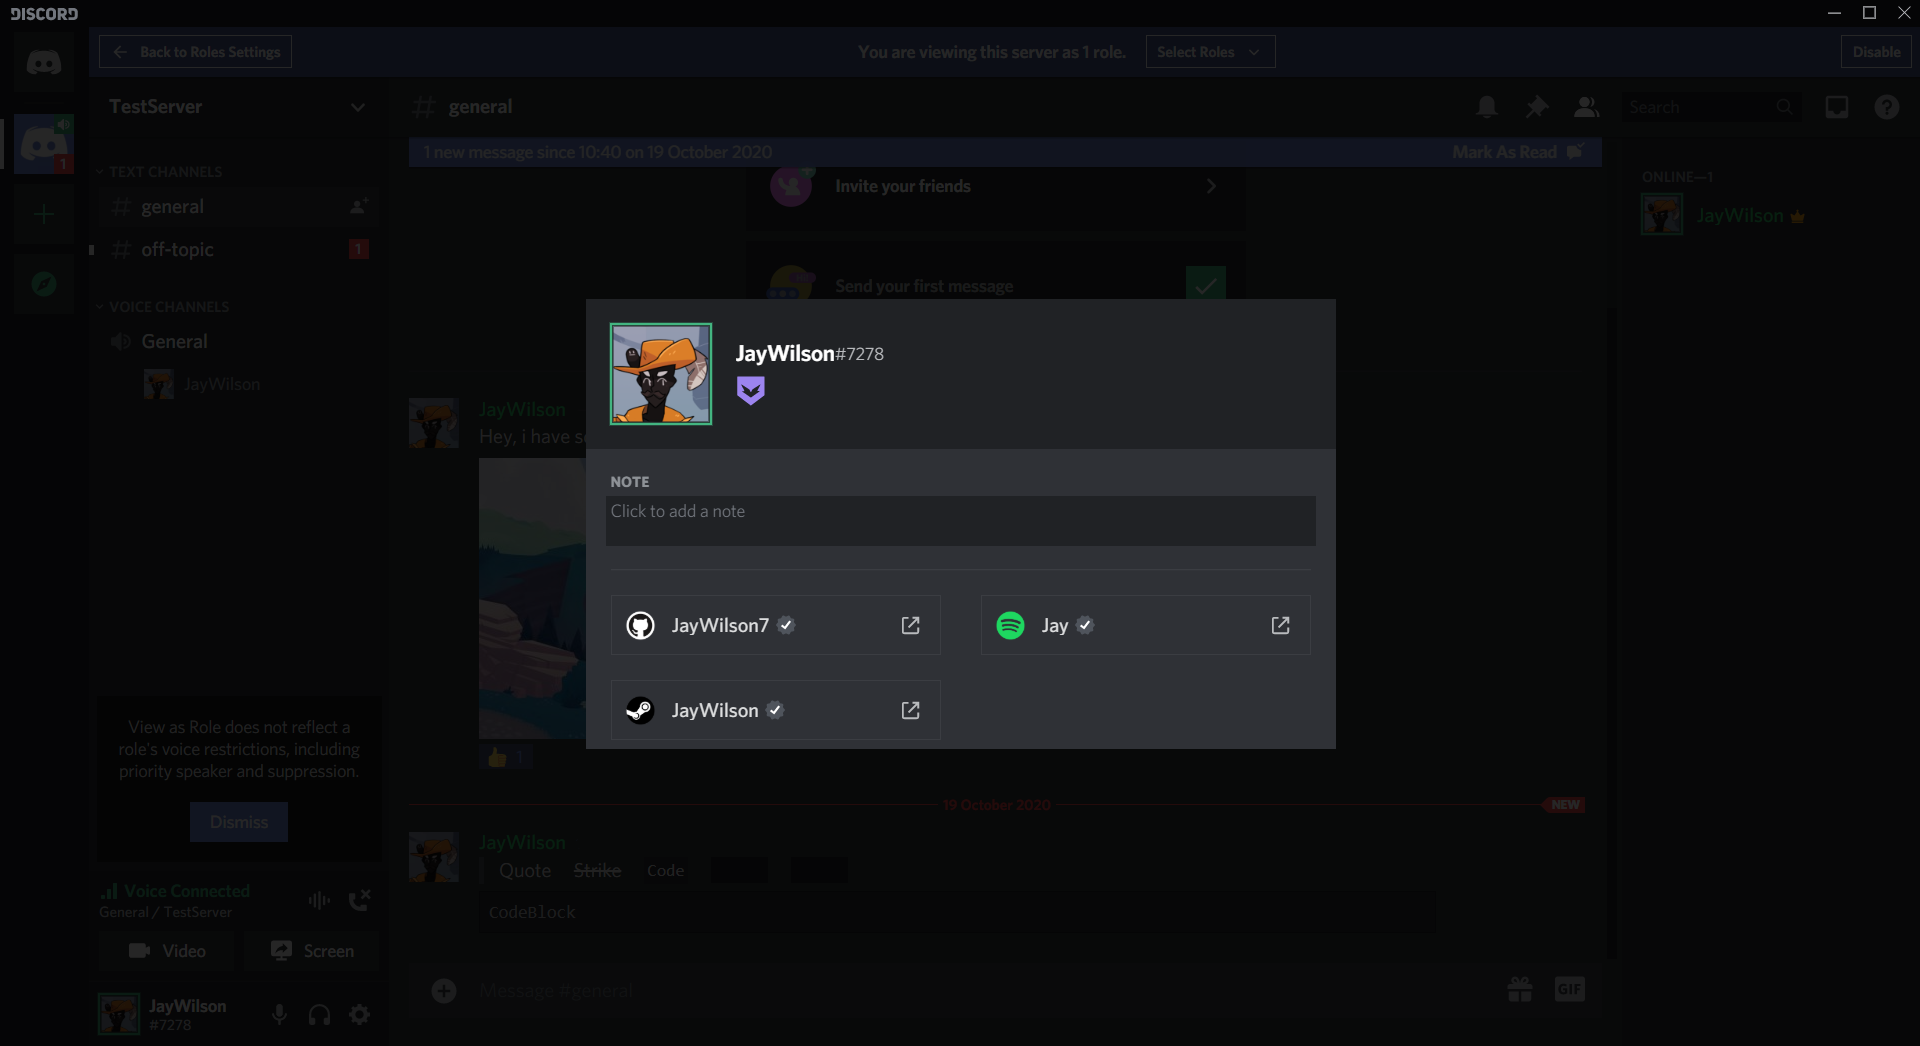 DISCORD
Back to Roles Settings
You are viewing this server as 1 role.
Select Roles
Disable
TestServer
general
Search
1 new message since 10:40 on 19 October 2020
Mark As Read
1
TEXT CHANNELS
general
off-topic
1
VOICE CHANNELS
General
JayWilson
Invite your friends
Send your first message
ONLINE—1
JayWilson
JayWilson#7278
NOTE
Click to add a note
JayWilson7
Jay
JayWilson
JayWilson
Hey, i have s
1
19 October 2020
NEW
JayWilson
Quote Strike Code
CodeBlock
View as Role does not reflect a
role's voice restrictions, including
priority speaker and suppression.
Dismiss
Voice Connected
General / TestServer
Video
Screen
JayWilson
#7278
Message #general
GIF